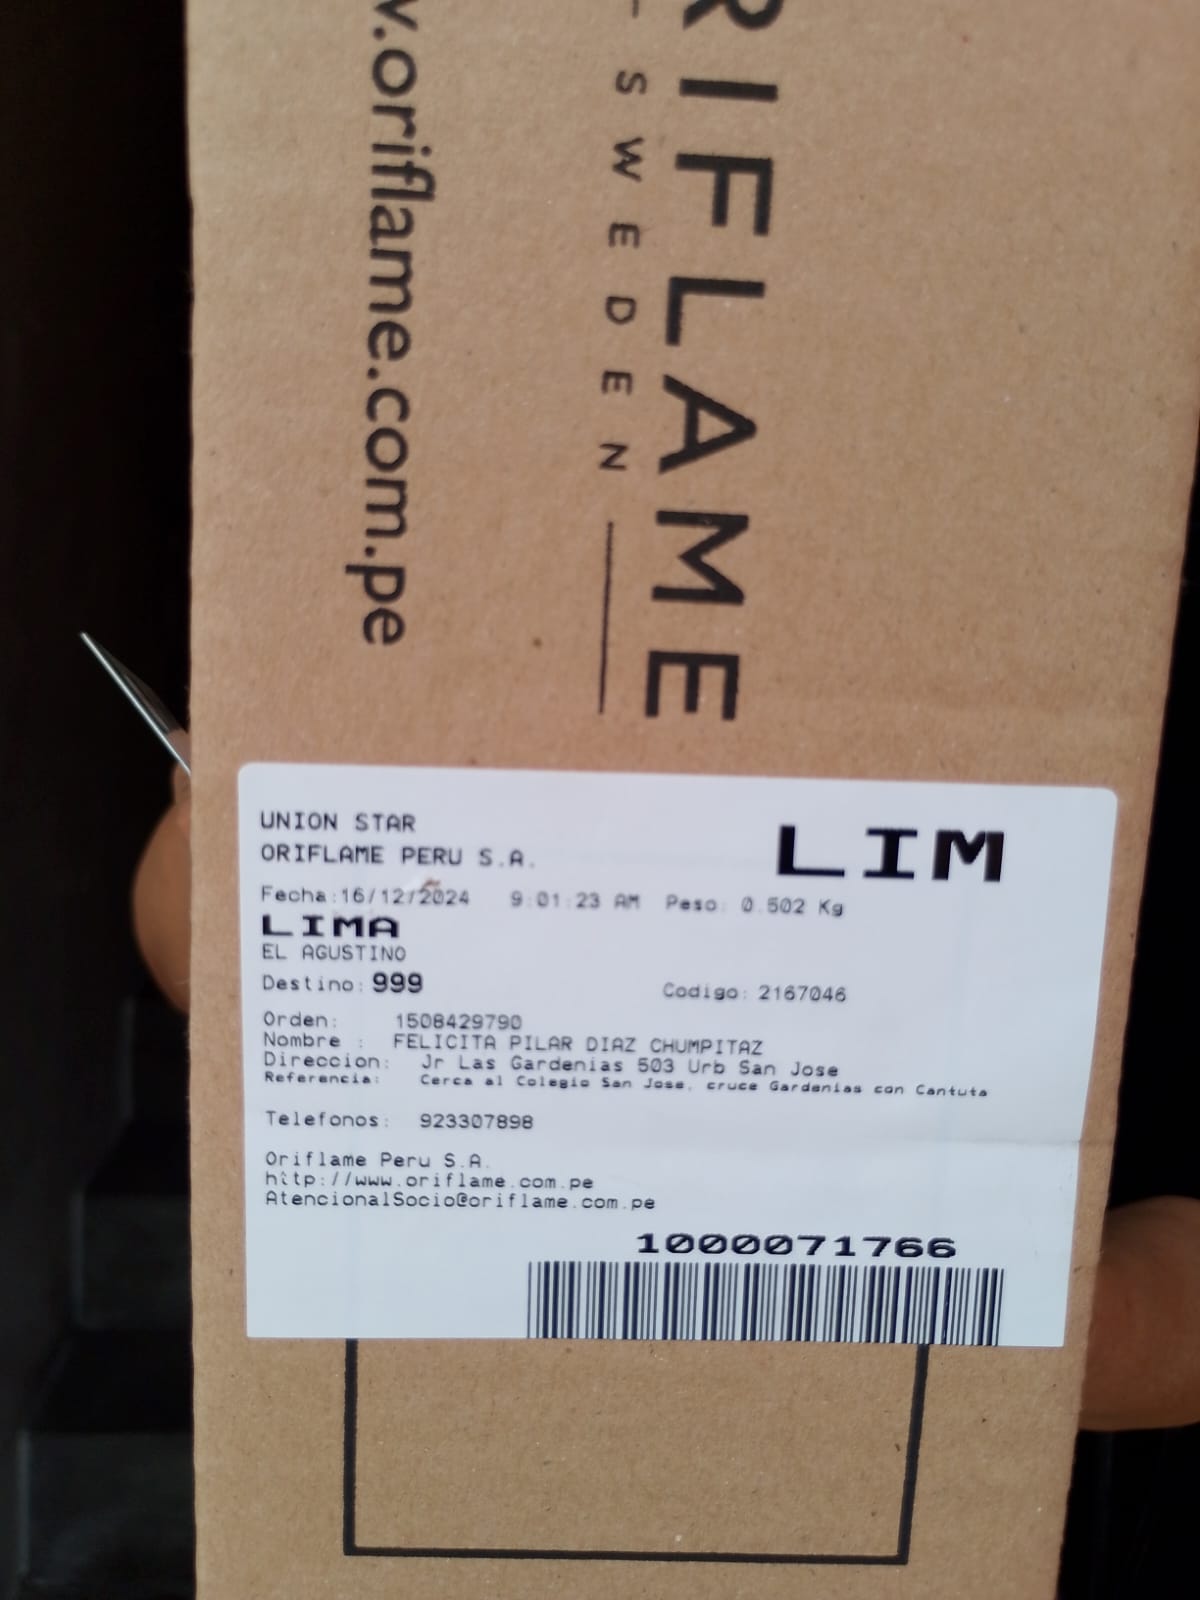 RIFLAME
SWEDEN
v.oriflame.com.pe
UNION STAR
LIM
ORIFLAME PERU S.A.
Fecha:16/12/2024 9:01:23 AM Peso: 0.502 Kg
LIMA
EL AGUSTINO
Destino: 999 Codigo: 2167046
Orden: 1508429790
Nombre : FELICITA PILAR DIAZ CHUMPITAZ
Direccion: Jr Las Gardenias 503 Urb San Jose
Referencia: Cerca al Colegio San Jose, cruce Gardenias con Cantuta
Telefonos: 923307898
Oriflame Peru S.A.
http://www.oriflame.com.pe
AtencionalSocio@oriflame.com.pe
1000071766